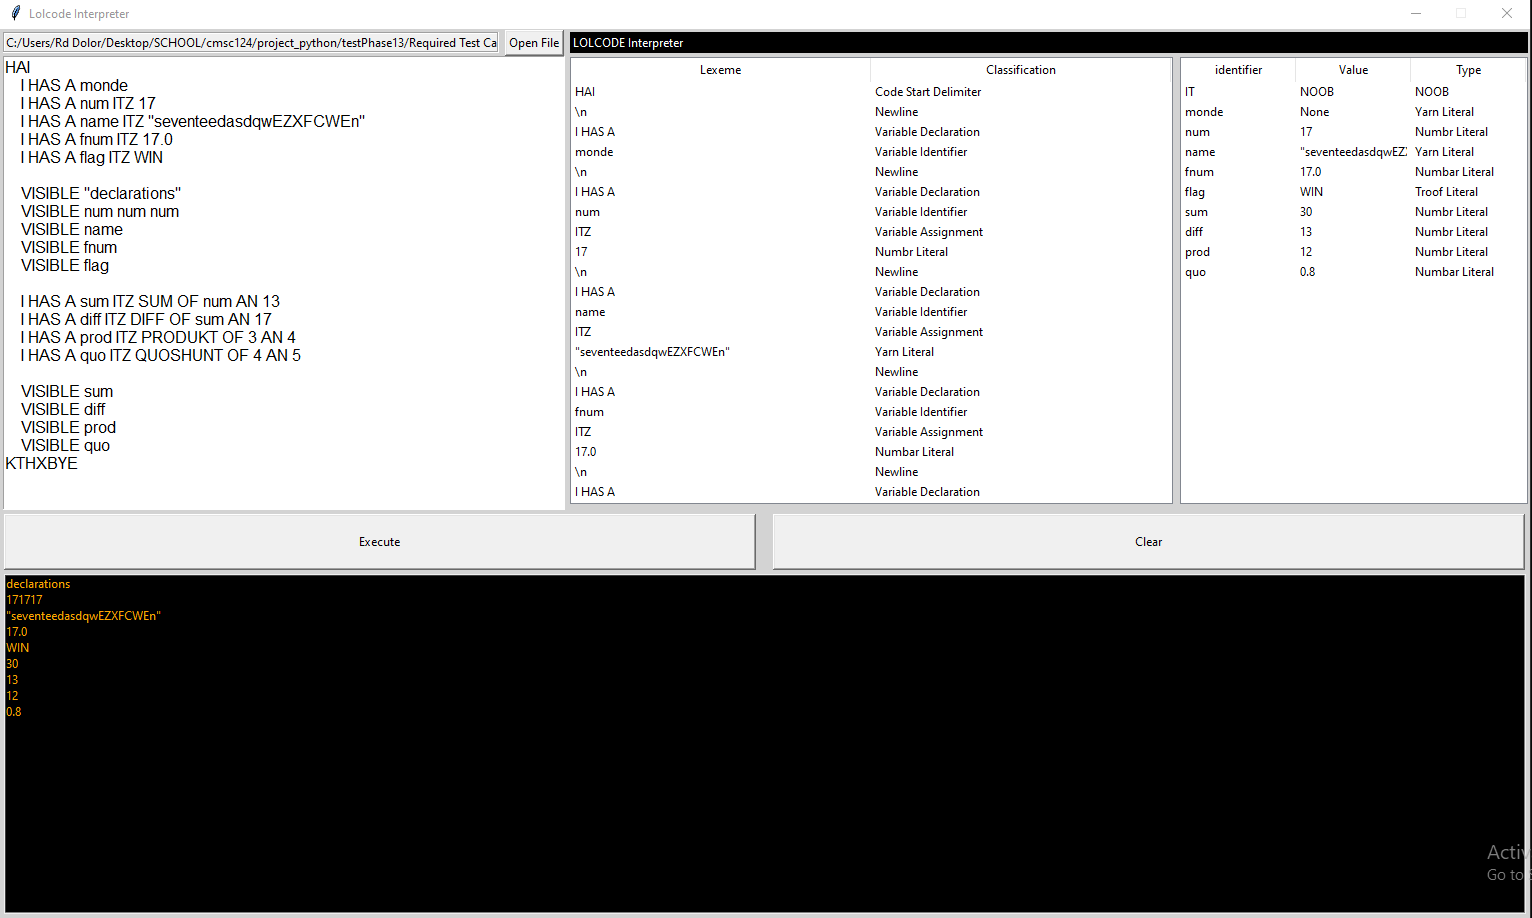 Lolcode Interpreter
C:/Users/Rd Dolor/Desktop/SCHOOL/cmsc124/project_python/testPhase13/Required Test Ca
Open File
LOLCODE Interpreter
HAI
I HAS A monde
I HAS A num ITZ 17
I HAS A name ITZ "seventeedasdqwEZXFCWEn"
I HAS A fnum ITZ 17.0
I HAS A flag ITZ WIN
VISIBLE "declarations"
VISIBLE num num num
VISIBLE name
VISIBLE fnum
VISIBLE flag
I HAS A sum ITZ SUM OF num AN 13
I HAS A diff ITZ DIFF OF sum AN 17
I HAS A prod ITZ PRODUKT OF 3 AN 4
I HAS A quo ITZ QUOSHUNT OF 4 AN 5
VISIBLE sum
VISIBLE diff
VISIBLE prod
VISIBLE quo
KTHXBYE
Lexeme Classification
HAI Code Start Delimiter
\n Newline
I HAS A Variable Declaration
monde Variable Identifier
\n Newline
I HAS A Variable Declaration
num Variable Identifier
ITZ Variable Assignment
17 Numbr Literal
\n Newline
I HAS A Variable Declaration
name Variable Identifier
ITZ Variable Assignment
"seventeedasdqwEZXFCWEn" Yarn Literal
\n Newline
I HAS A Variable Declaration
fnum Variable Identifier
ITZ Variable Assignment
17.0 Numbar Literal
\n Newline
I HAS A Variable Declaration
identifier Value Type
IT NOOB NOOB
monde None Yarn Literal
num 17 Numbr Literal
name "seventeedasdqwEZ Yarn Literal
fnum 17.0 Numbar Literal
flag WIN Troof Literal
sum 30 Numbr Literal
diff 13 Numbr Literal
prod 12 Numbr Literal
quo 0.8 Numbar Literal
Execute
Clear
declarations
171717
"seventeedasdqwEZXFCWEn"
17.0
WIN
30
13
12
0.8
Activ
Go to